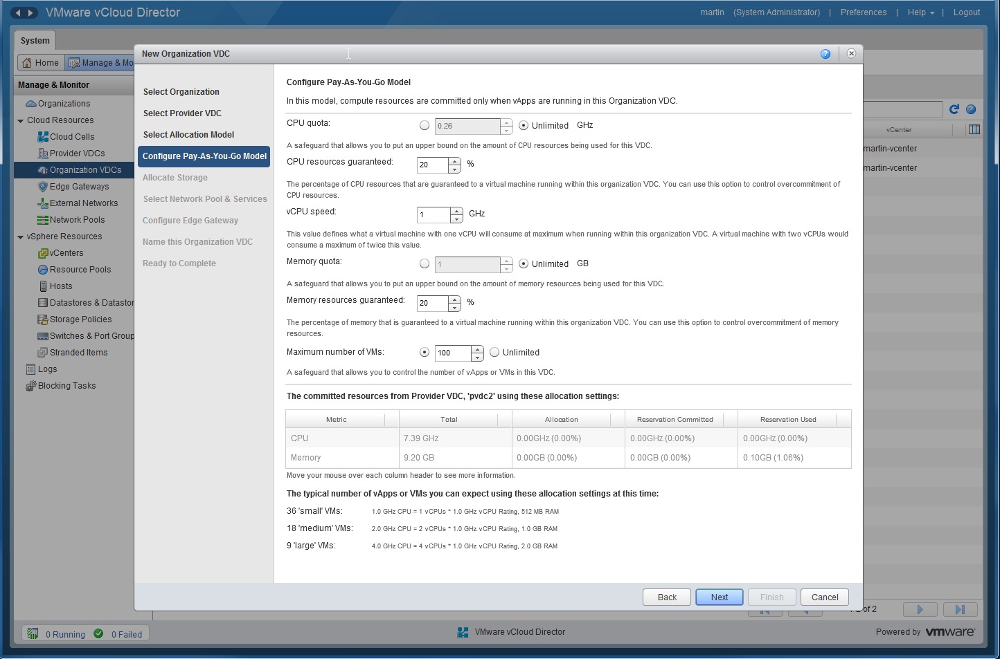 VMware vCloud Director
martin (System Administrator) | Preferences | Help | Logout
System
Home
Manage & Mo
Manage & Monitor
Organizations
Cloud Resources
Cloud Cells
Provider VDCs
Organization VDCs
Edge Gateways
External Networks
Network Pools
vSphere Resources
vCenters
Resource Pools
Hosts
Datastores & Datastor
Storage Policies
Switches & Port Group
Stranded Items
Logs
Blocking Tasks
New Organization VDC
Select Organization
Select Provider VDC
Select Allocation Model
Configure Pay-As-You-Go Model
Allocate Storage
Select Network Pool & Services
Configure Edge Gateway
Name this Organization VDC
Ready to Complete
Configure Pay-As-You-Go Model
In this model, compute resources are committed only when vApps are running in this Organization VDC.
CPU quota: 0.26 Unlimited GHz
A safeguard that allows you to put an upper bound on the amount of CPU resources being used for this VDC.
CPU resources guaranteed: 20 %
The percentage of CPU resources that are guaranteed to a virtual machine running within this organization VDC. You can use this option to control overcommitment of
CPU resources.
vCPU speed: 1 GHz
This value defines what a virtual machine with one vCPU will consume at maximum when running within this organization VDC. A virtual machine with two vCPUs would
consume a maximum of twice this value.
Memory quota: 1 Unlimited GB
A safeguard that allows you to put an upper bound on the amount of memory resources being used for this VDC.
Memory resources guaranteed: 20 %
The percentage of memory that is guaranteed to a virtual machine running within this organization VDC. You can use this option to control overcommitment of memory
resources.
Maximum number of VMs: 100 Unlimited
A safeguard that allows you to control the number of vApps or VMs in this VDC.
The committed resources from Provider VDC, 'pvdc2' using these allocation settings:
Metric Total Allocation Reservation Committed Reservation Used
CPU 7.39 GHz 0.00GHz (0.00%) 0.00GHz (0.00%) 0.00GHz (0.00%)
Memory 9.20 GB 0.00GB (0.00%) 0.00GB (0.00%) 0.10GB (1.06%)
Move your mouse over each column header to see more information.
The typical number of vApps or VMs you can expect using these allocation settings at this time:
36 'small' VMs: 1.0 GHz CPU = 1 vCPUs * 1.0 GHz vCPU Rating, 512 MB RAM
18 'medium' VMs: 2.0 GHz CPU = 2 vCPUs * 1.0 GHz vCPU Rating, 1.0 GB RAM
9 'large' VMs: 4.0 GHz CPU = 4 vCPUs * 1.0 GHz vCPU Rating, 2.0 GB RAM
Back Next Finish Cancel
vCenter
martin-vcenter
martin-vcenter
of 2
0 Running 0 Failed
VMware vCloud Director
Powered by vmware